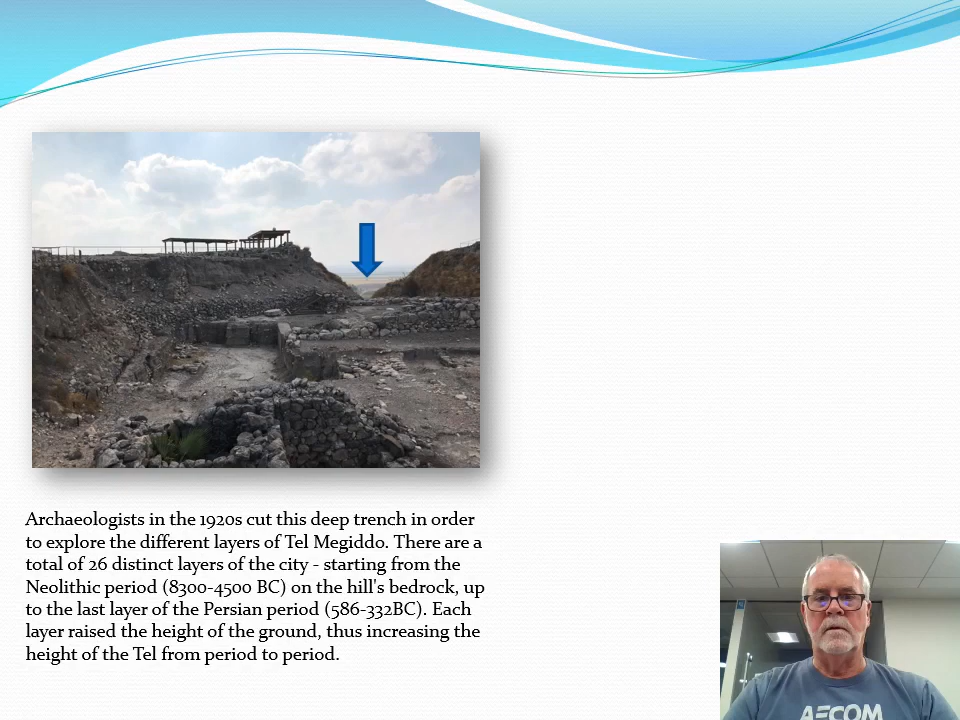 Archaeologists in the 1920s cut this deep trench in order
to explore the different layers of Tel Megiddo. There are a
total of 26 distinct layers of the city - starting from the
Neolithic period (8300-4500 BC) on the hill's bedrock, up
to the last layer of the Persian period (586-332BC). Each
layer raised the height of the ground, thus increasing the
height of the Tel from period to period.
AECOM